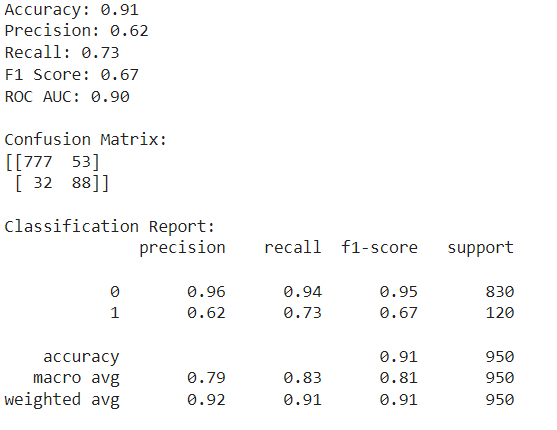 Accuracy: 0.91
Precision: 0.62
Recall: 0.73
F1 Score: 0.67
ROC AUC: 0.90

Confusion Matrix:
[[777  53]
 [ 32  88]]

Classification Report:
              precision    recall  f1-score   support

           0       0.96      0.94      0.95       830
           1       0.62      0.73      0.67       120

    accuracy                           0.91       950
   macro avg       0.79      0.83      0.81       950
weighted avg       0.92      0.91      0.91       950